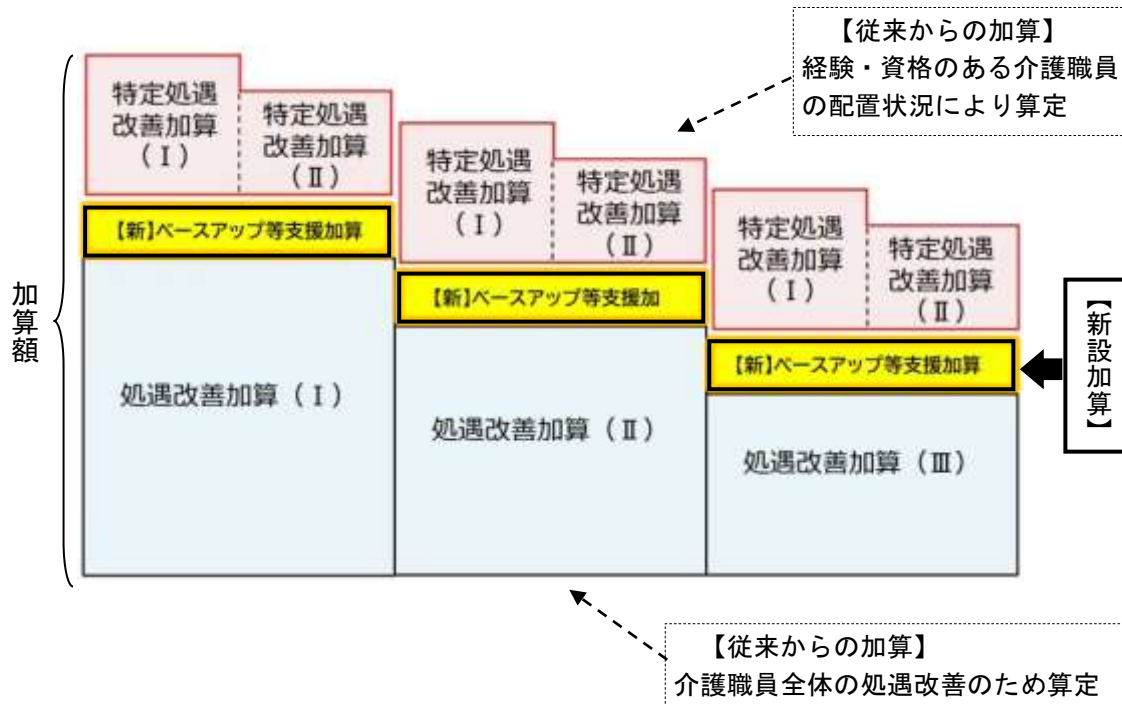 【従来からの加算】
経験・資格のある介護職員
の配置状況により算定
特定処遇
改善加算
(Ⅰ)
特定処遇
改善加算
(Ⅱ)
【新】ベースアップ等支援加算
処遇改善加算(Ⅰ)
特定処遇
改善加算
(Ⅰ)
特定処遇
改善加算
(Ⅱ)
【新】ベースアップ等支援加
処遇改善加算(Ⅱ)
特定処遇
改善加算
(Ⅰ)
特定処遇
改善加算
(Ⅱ)
【新】ベースアップ等支援加算
処遇改善加算(Ⅲ)
加算額
【新設加算】
【従来からの加算】
介護職員全体の処遇改善のため算定